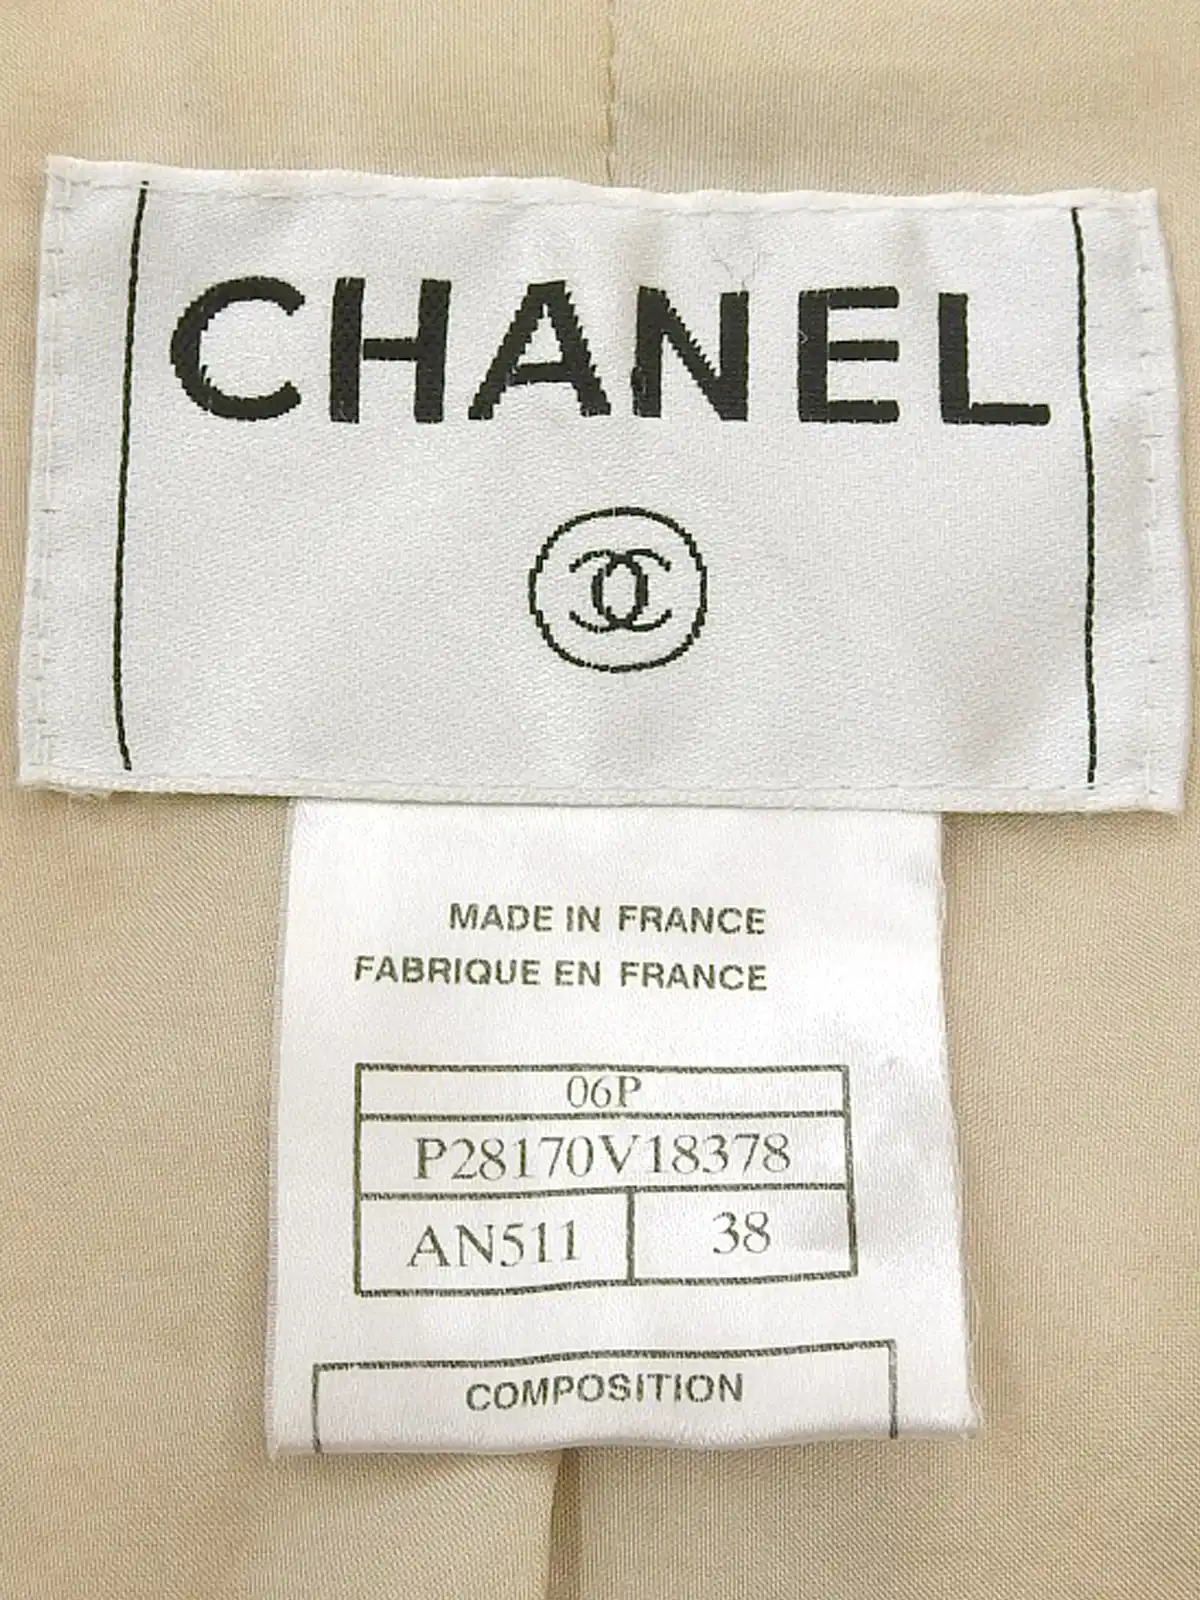 CHANEL
MADE IN FRANCE
FABRIQUE EN FRANCE
06P
P28170V18378
AN511 38
COMPOSITION